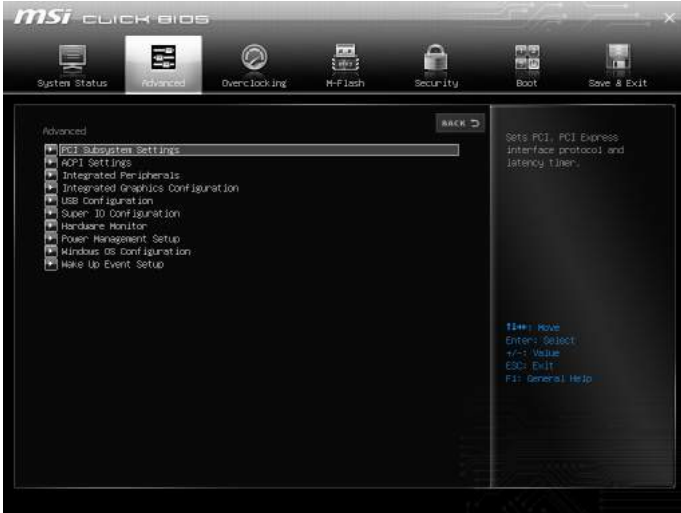 msi CLICK BIOS
System Status
Advanced
Overclocking
M-Flash
Security
Boot
Save & Exit
Advanced
BACK
PCI Subsystem Settings
ACPI Settings
Integrated Peripherals
Integrated Graphics Configuration
USB Configuration
Super IO Configuration
Hardware Monitor
Power Management Setup
Windows OS Configuration
Wake Up Event Setup
Sets PCI, PCI Express
interface protocol and
latency timer.
↑↓←→: Move
Enter: Select
+/-: Value
ESC: Exit
F1: General Help